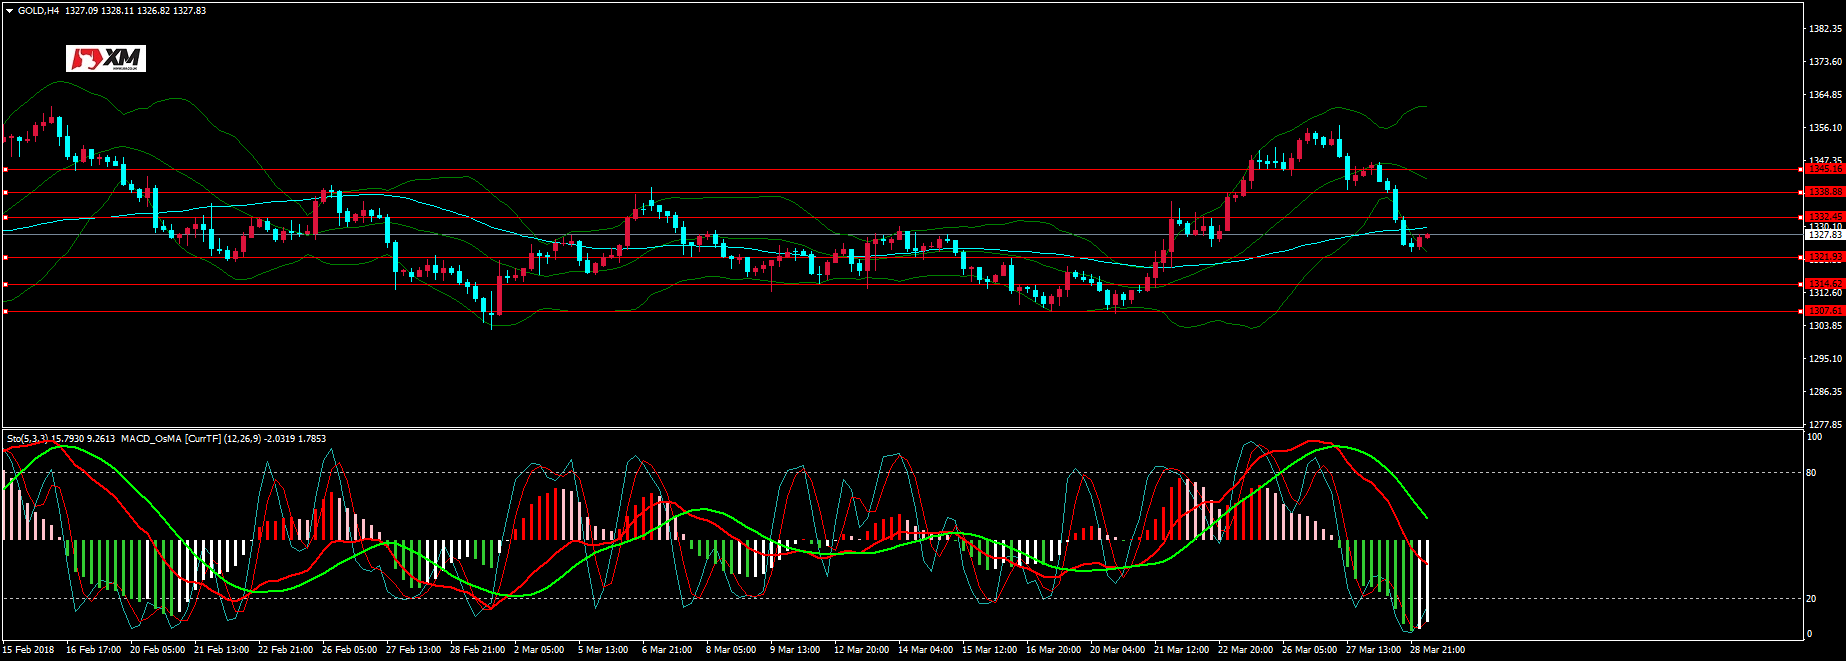 GOLD,H4 1327.09 1328.11 1326.82 1327.83
XM
1382.35
1373.60
1364.85
1356.10
1347.35
1345.16
1338.88
1332.45
1330.10
1327.83
1321.93
1314.62
1312.60
1307.61
1303.85
1295.10
1286.35
1277.85
Sto(5,3,3) 15.7930 9.2613 MACD_OsMA [CurrTF] (12,26,9) -2.0319 1.7853
100
80
20
0
15 Feb 2018
16 Feb 17:00
20 Feb 05:00
21 Feb 13:00
22 Feb 21:00
26 Feb 05:00
27 Feb 13:00
28 Feb 21:00
2 Mar 05:00
5 Mar 13:00
6 Mar 21:00
8 Mar 05:00
9 Mar 13:00
12 Mar 20:00
14 Mar 04:00
15 Mar 12:00
16 Mar 20:00
20 Mar 04:00
21 Mar 12:00
22 Mar 20:00
26 Mar 05:00
27 Mar 13:00
28 Mar 21:00